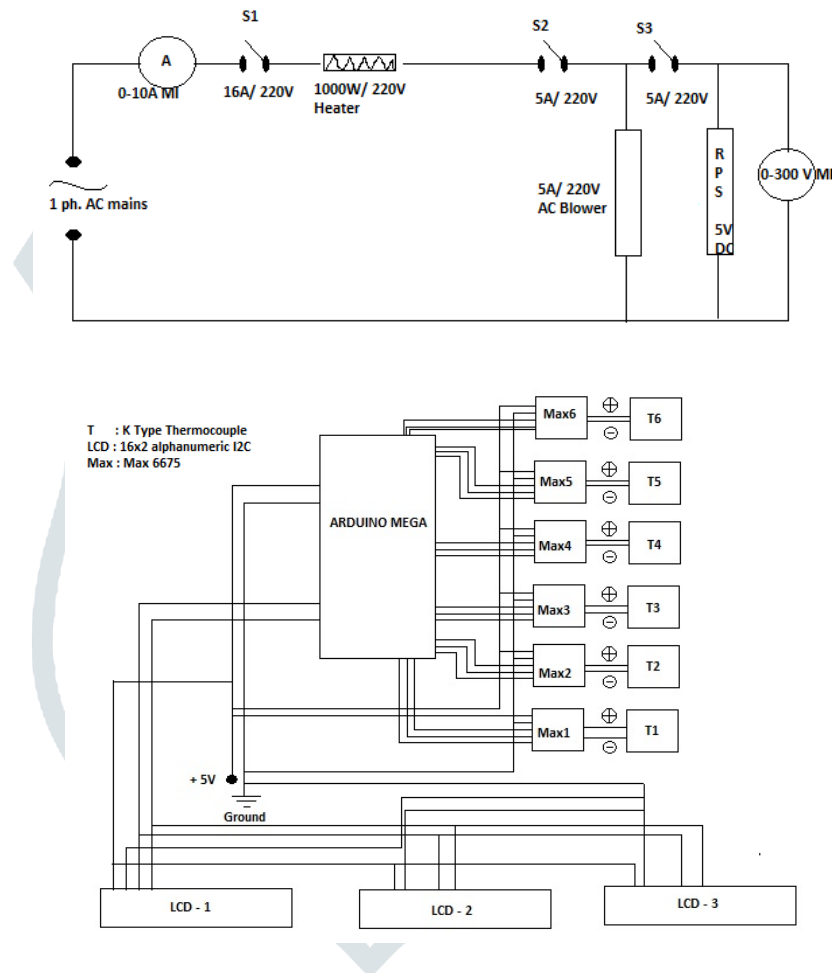 S1
S2
S3
A
0-10A MI
16A/ 220V
1000W/ 220V
Heater
5A/ 220V
5A/ 220V
1 ph. AC mains
5A/ 220V
AC Blower
R
P
S
5V
DC
0-300 V MI
T : K Type Thermocouple
LCD : 16x2 alphanumeric I2C
Max : Max 6675
ARDUINO MEGA
Max6
+
T6
−
Max5
+
T5
−
Max4
+
T4
−
Max3
+
T3
−
Max2
+
T2
−
Max1
+
T1
−
+ 5V
Ground
LCD - 1
LCD - 2
LCD - 3